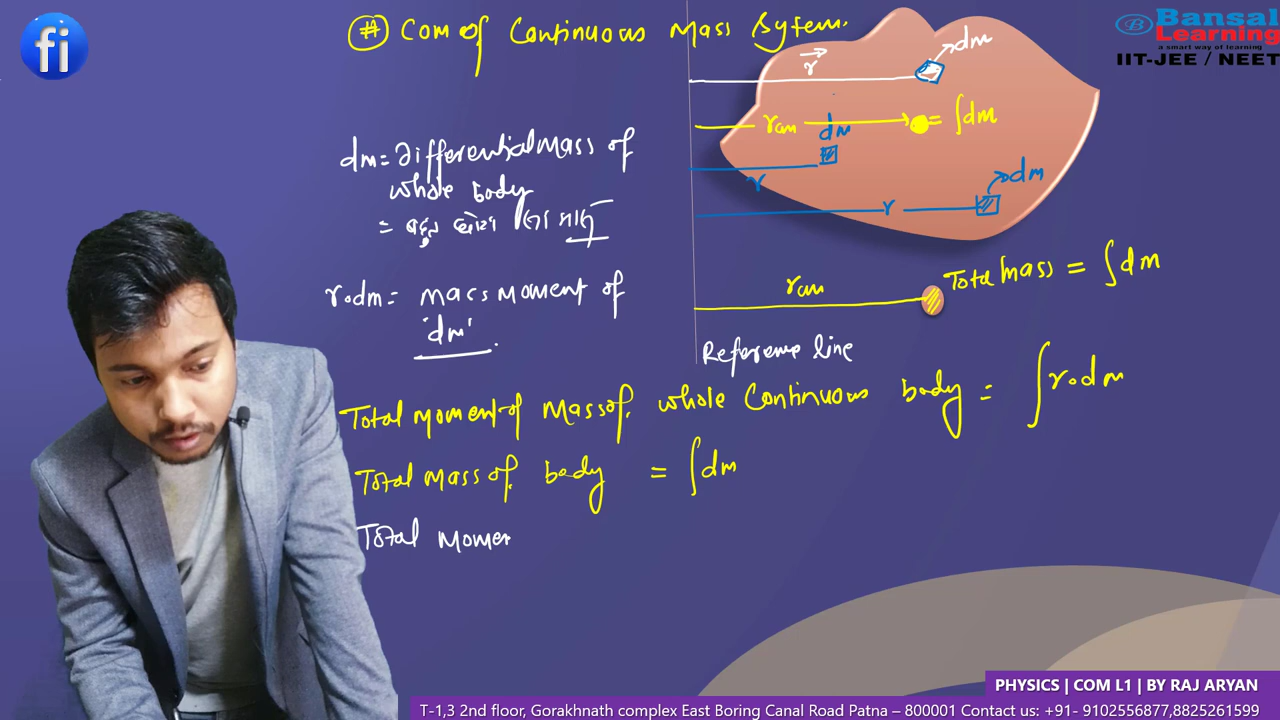 fi
# Com of Continuous Mass System.
B Bansal
Learning
a smart way of learning
IIT-JEE / NEET
r
dm
rcm
= ∫dm
dm
r
dm
r
dm = Differential Mass of
whole body
=
rcm
Total Mass = ∫dm
r.dm = mass moment of
'dm'.
Reference line
Total moment of Mass of. whole Continuous body = ∫r.dm
Total mass of. body = ∫dm
Total Momen
PHYSICS | COM L1 | BY RAJ ARYAN
T-1,3 2nd floor, Gorakhnath complex East Boring Canal Road Patna – 800001 Contact us: +91- 9102556877,8825261599